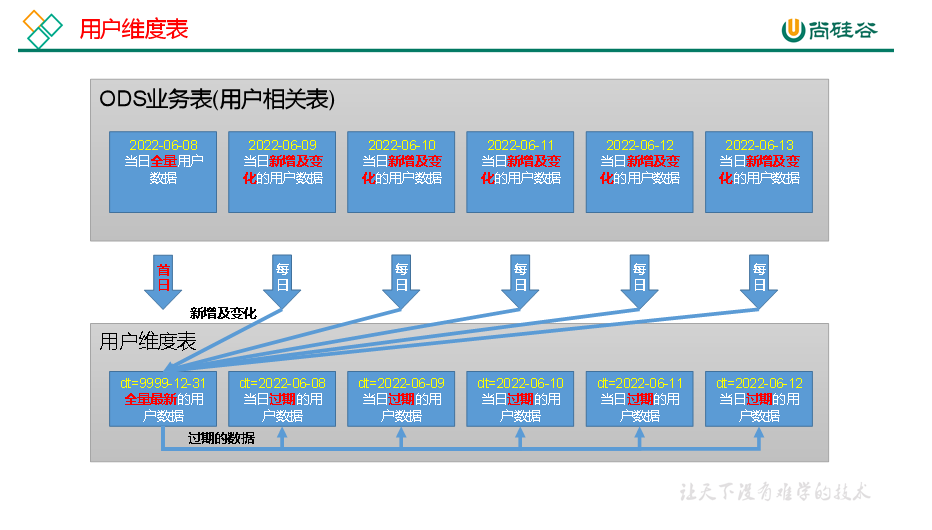 用户维度表
尚硅谷
ODS业务表(用户相关表)
2022-06-08
当日全量用户
数据
2022-06-09
当日新增及变
化的用户数据
2022-06-10
当日新增及变
化的用户数据
2022-06-11
当日新增及变
化的用户数据
2022-06-12
当日新增及变
化的用户数据
2022-06-13
当日新增及变
化的用户数据
首
日
每
日
每
日
每
日
每
日
每
日
新增及变化
用户维度表
dt=9999-12-31
全量最新的用
户数据
dt=2022-06-08
当日过期的用
户数据
dt=2022-06-09
当日过期的用
户数据
dt=2022-06-10
当日过期的用
户数据
dt=2022-06-11
当日过期的用
户数据
dt=2022-06-12
当日过期的用
户数据
过期的数据
让天下没有难学的技术